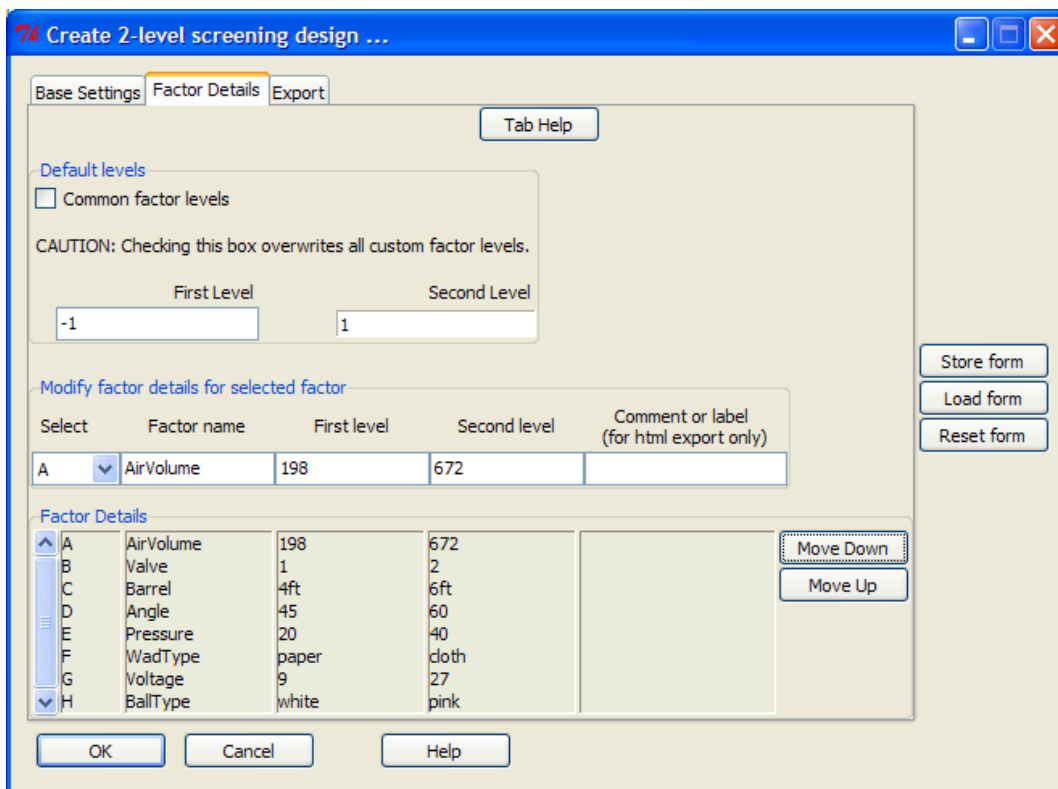 Create 2-level screening design ...
Base Settings Factor Details Export
Tab Help
Default levels
Common factor levels
CAUTION: Checking this box overwrites all custom factor levels.
First Level Second Level
-1 1
Store form
Load form
Reset form
Modify factor details for selected factor
Select Factor name First level Second level Comment or label
(for html export only)
A AirVolume 198 672
Factor Details
A AirVolume 198 672
B Valve 1 2
C Barrel 4ft 6ft
D Angle 45 60
E Pressure 20 40
F WadType paper cloth
G Voltage 9 27
H BallType white pink
Move Down
Move Up
OK Cancel Help